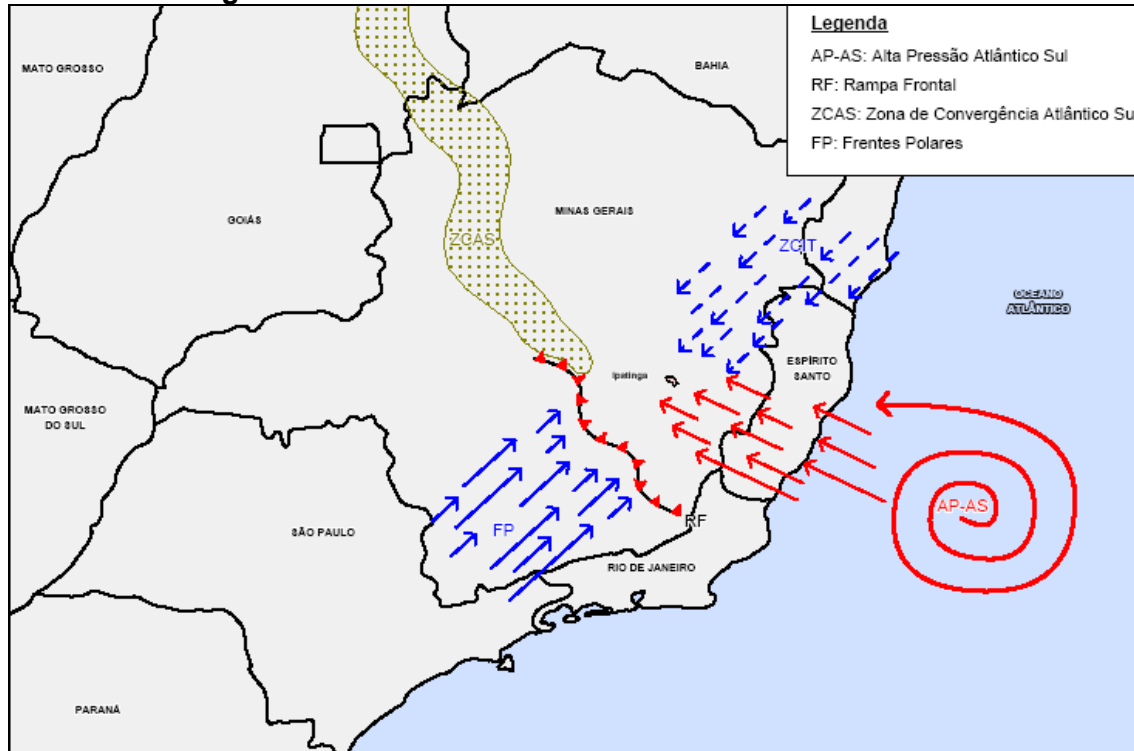 Legenda
AP-AS: Alta Pressão Atlântico Sul
RF: Rampa Frontal
ZCAS: Zona de Convergência Atlântico Su
FP: Frentes Polares
MATO GROSSO
BAHIA
GOIÁS
MINAS GERAIS
ZCAS
ZCIT
OCEANO
ATLÂNTICO
ESPÍRITO
SANTO
Ipatinga
MATO GROSSO
DO SUL
AP-AS
SÃO PAULO
FP
RF
RIO DE JANEIRO
PARANÁ